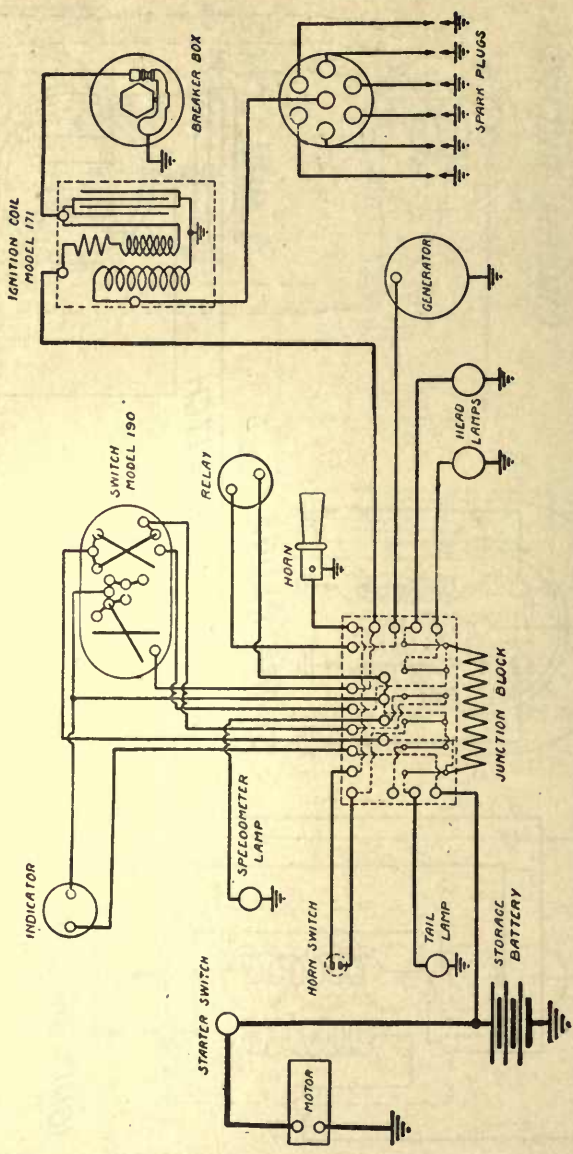 IGNITION COIL
MODEL 171
BREAKER BOX
SPARK PLUGS
SWITCH
MODEL 190
RELAY
HORN
GENERATOR
HEAD
LAMPS
INDICATOR
SPEEDOMETER
LAMP
HORN SWITCH
JUNCTION BLOCK
STARTER SWITCH
TAIL
LAMP
STORAGE
BATTERY
MOTOR